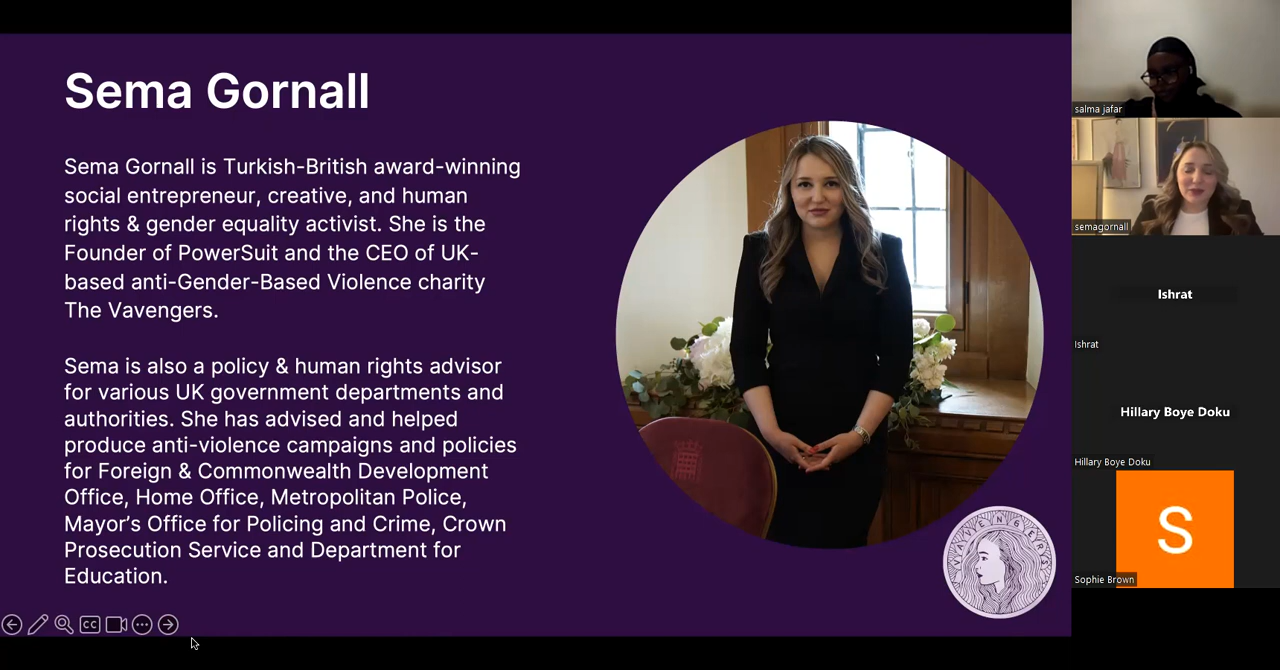 Sema Gornall
Sema Gornall is Turkish-British award-winning
social entrepreneur, creative, and human
rights & gender equality activist. She is the
Founder of PowerSuit and the CEO of UK-
based anti-Gender-Based Violence charity
The Vavengers.
Sema is also a policy & human rights advisor
for various UK government departments and
authorities. She has advised and helped
produce anti-violence campaigns and policies
for Foreign & Commonwealth Development
Office, Home Office, Metropolitan Police,
Mayor's Office for Policing and Crime, Crown
Prosecution Service and Department for
Education.
VAVENGERS
CC
salma jafar
semagornall
Ishrat
Ishrat
Hillary Boye Doku
Hillary Boye Doku
S
Sophie Brown